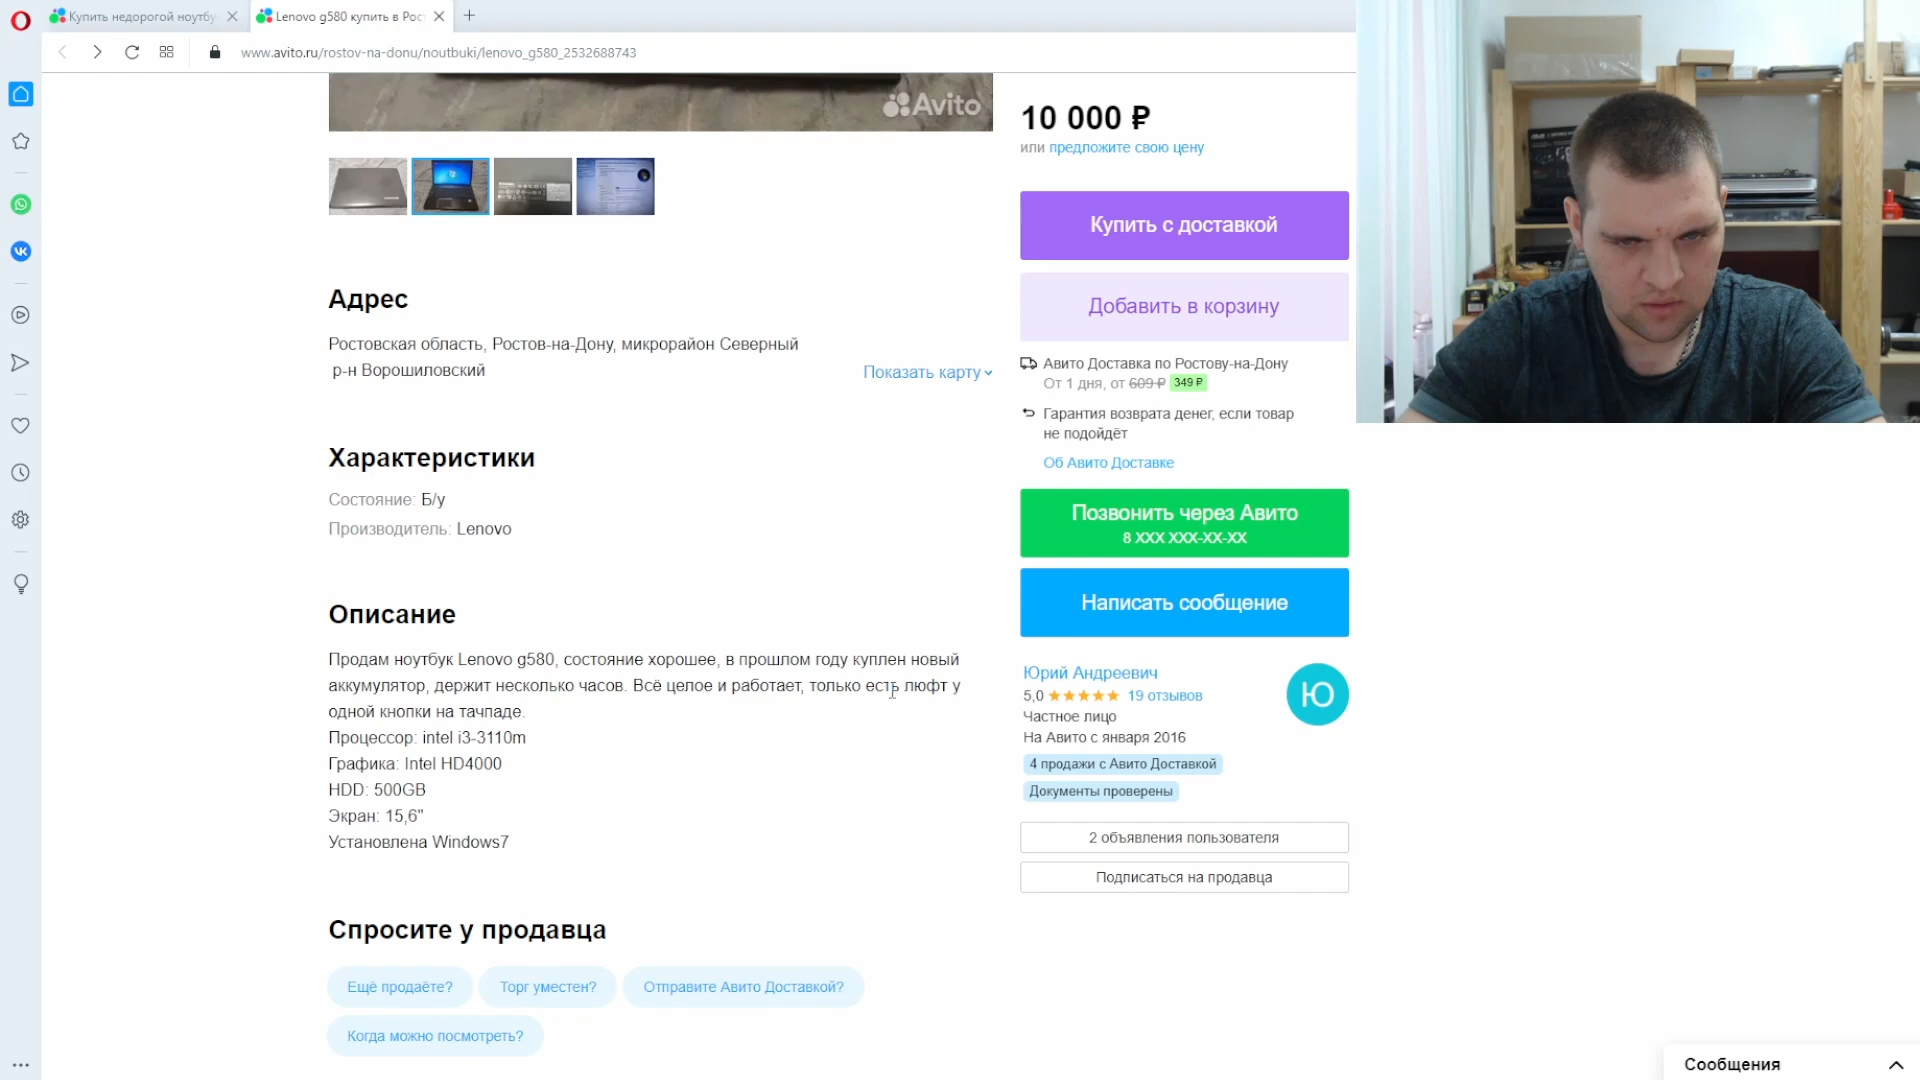 Купить недорогой ноутбу
Lenovo g580 купить в Рос
www.avito.ru/rostov-na-donu/noutbuki/lenovo_g580_2532688743
Avito
10 000 ₽
или предложите свою цену
Купить с доставкой
Добавить в корзину
Авито Доставка по Ростову-на-Дону
От 1 дня, от 609 ₽ 349 ₽
Гарантия возврата денег, если товар
не подойдёт
Об Авито Доставке
Позвонить через Авито
8 XXX XXX-XX-XX
Написать сообщение
Юрий Андреевич
5,0 ★★★★★ 19 отзывов
Частное лицо
На Авито с января 2016
4 продажи с Авито Доставкой
Документы проверены
Ю
2 объявления пользователя
Подписаться на продавца
Адрес
Ростовская область, Ростов-на-Дону, микрорайон Северный
р-н Ворошиловский
Показать карту
Характеристики
Состояние: Б/у
Производитель: Lenovo
Описание
Продам ноутбук Lenovo g580, состояние хорошее, в прошлом году куплен новый
аккумулятор, держит несколько часов. Всё целое и работает, только есть люфт у
одной кнопки на тачпаде.
Процессор: intel i3-3110m
Графика: Intel HD4000
HDD: 500GB
Экран: 15,6"
Установлена Windows7
Спросите у продавца
Ещё продаёте?
Торг уместен?
Отправите Авито Доставкой?
Когда можно посмотреть?
Сообщения